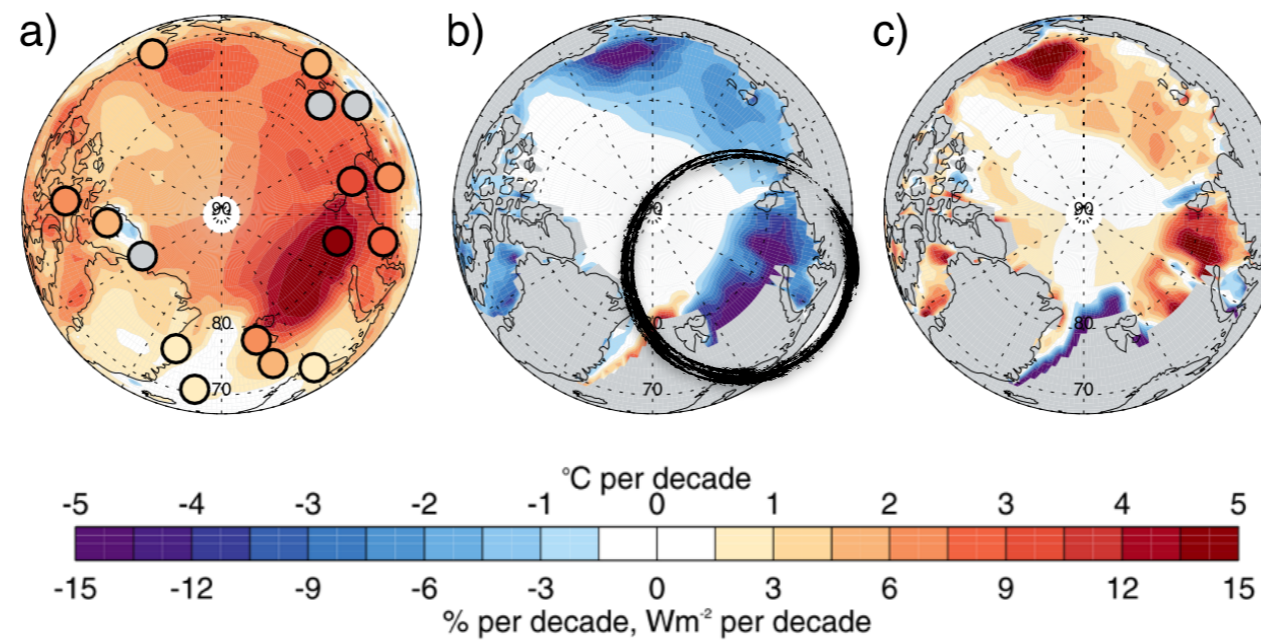 a) b) c)
90 90 90
80 80 80
70 70 70
°C per decade
-5 -4 -3 -2 -1 0 1 2 3 4 5
-15 -12 -9 -6 -3 0 3 6 9 12 15
% per decade, Wm⁻² per decade